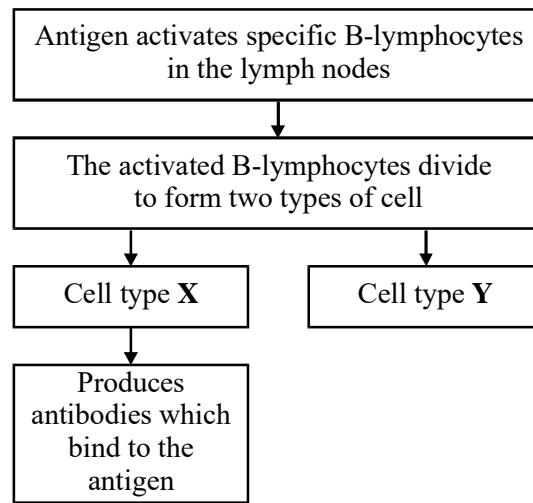 Antigen activates specific B-lymphocytes
in the lymph nodes
The activated B-lymphocytes divide
to form two types of cell
Cell type X
Cell type Y
Produces
antibodies which
bind to the
antigen